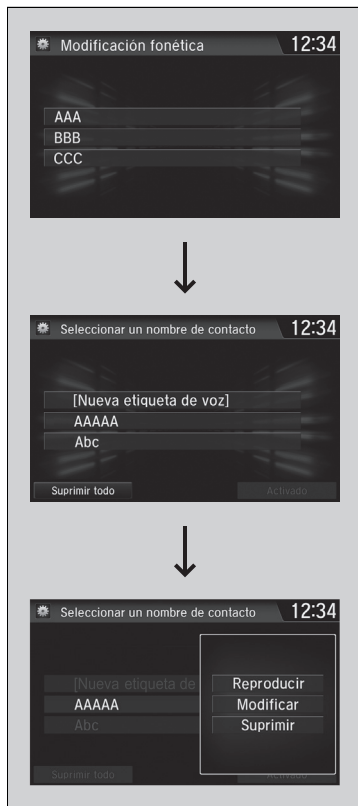 Modificación fonética 12:34
AAA
BBB
CCC
Seleccionar un nombre de contacto 12:34
[Nueva etiqueta de voz]
AAAAA
Abc
Suprimir todo Activado
Seleccionar un nombre de contacto 12:34
[Nueva etiqueta de Reproducir
AAAAA Modificar
Abc Suprimir
Suprimir todo Activado